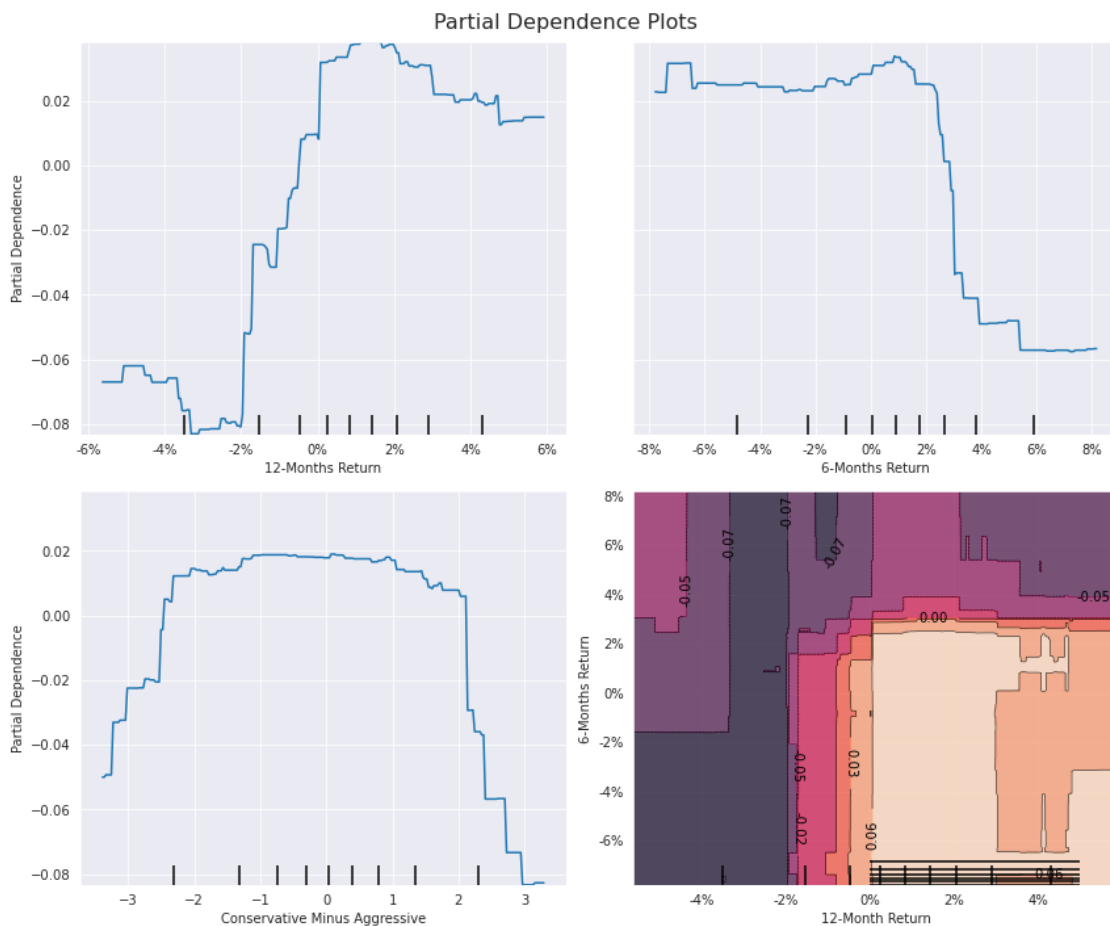 Partial Dependence Plots
Partial Dependence
0.02
0.00
−0.02
−0.04
−0.06
−0.08
-6% -4% -2% 0% 2% 4% 6%
12-Months Return
-8% -6% -4% -2% 0% 2% 4% 6% 8%
6-Months Return
Partial Dependence
0.02
0.00
−0.02
−0.04
−0.06
−0.08
−3 −2 −1 0 1 2 3
Conservative Minus Aggressive
6-Months Return
8%
6%
4%
2%
0%
-2%
-4%
-6%
-4% -2% 0% 2% 4%
12-Month Return
-0.05
-0.07
-0.07
-0.07
-0.05
0.00
-0.05
-0.02
0.03
0.06